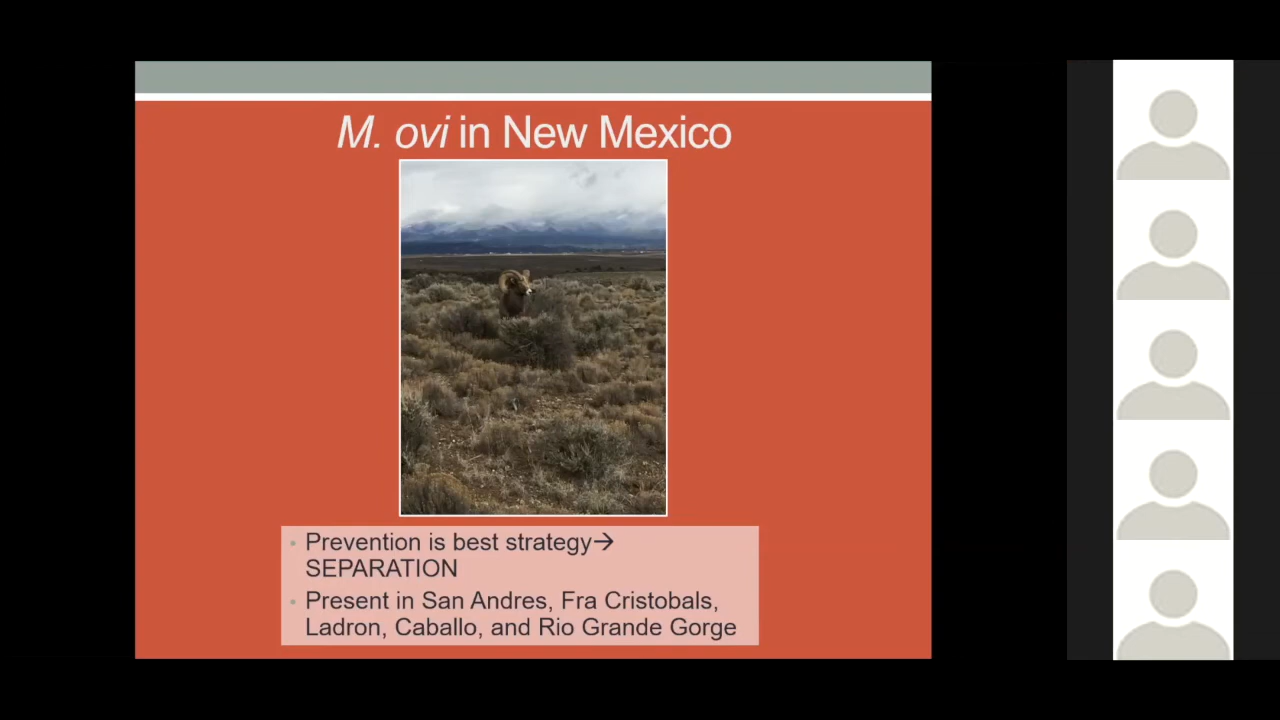 M. ovi in New Mexico
• Prevention is best strategy→
SEPARATION
• Present in San Andres, Fra Cristobals,
Ladron, Caballo, and Rio Grande Gorge